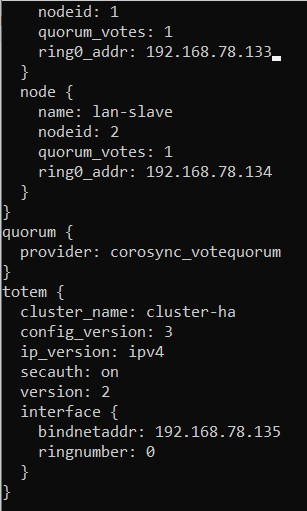 nodeid: 1
quorum_votes: 1
ring0_addr: 192.168.78.133
}
node {
name: lan-slave
nodeid: 2
quorum_votes: 1
ring0_addr: 192.168.78.134
}
}
quorum {
provider: corosync_votequorum
}
totem {
cluster_name: cluster-ha
config_version: 3
ip_version: ipv4
secauth: on
version: 2
interface {
bindnetaddr: 192.168.78.135
ringnumber: 0
}
}